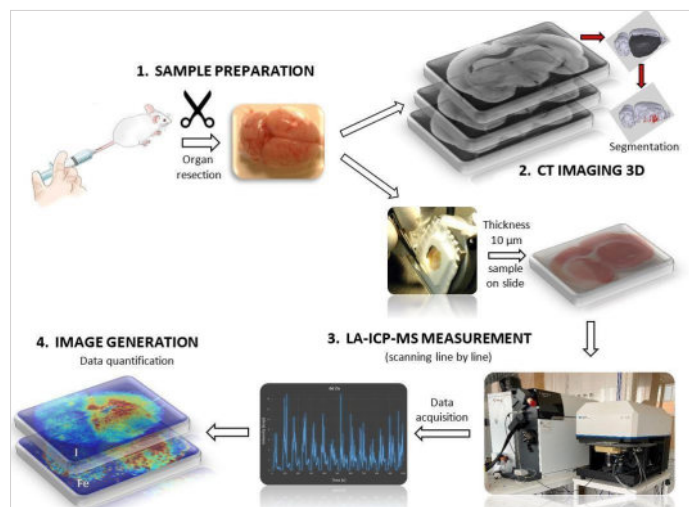 1. SAMPLE PREPARATION
Organ
resection
Segmentation
2. CT IMAGING 3D
Thickness
10 µm
sample
on slide
3. LA-ICP-MS MEASUREMENT
(scanning line by line)
Data
acquisition
4. IMAGE GENERATION
Data quantification
I
Fe